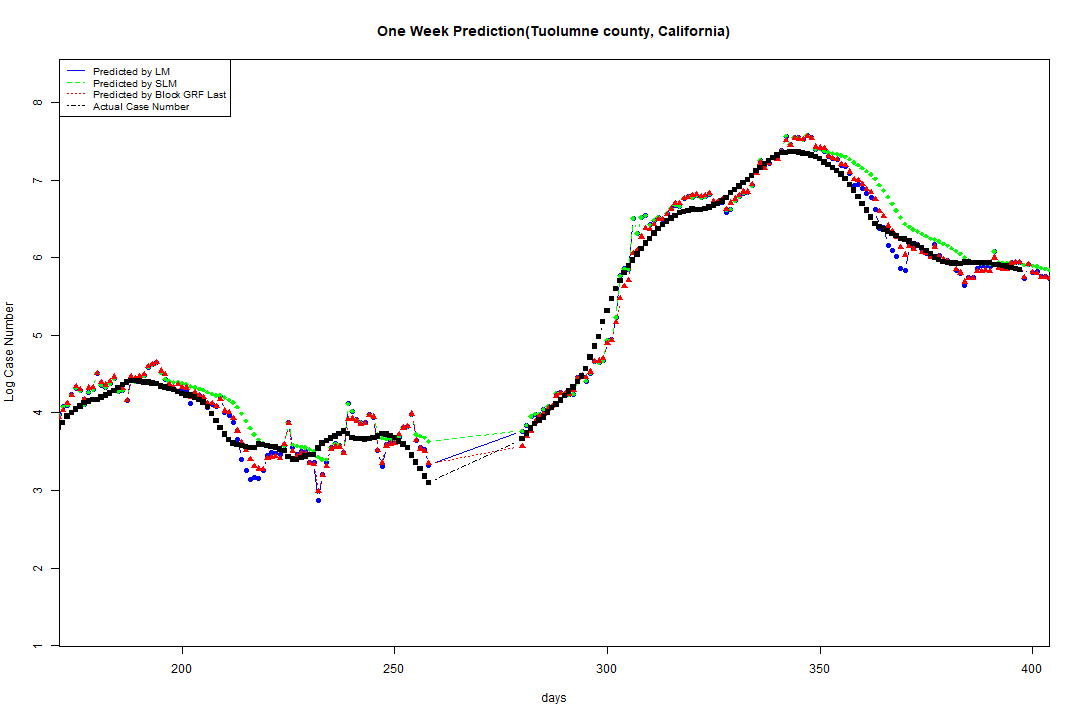 One Week Prediction(Tuolumne county, California)
Predicted by LM
Predicted by SLM
Predicted by Block GRF Last
Actual Case Number
8
7
6
5
4
3
2
1
Log Case Number
200
250
300
350
400
days